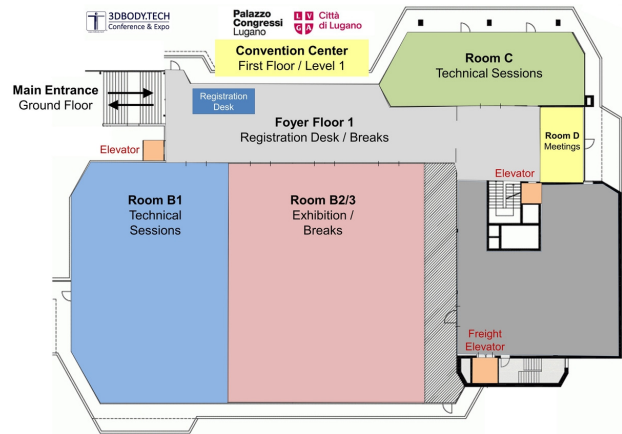 3DBODY.TECH
Conference & Expo
Palazzo
Congressi
Lugano
LV
GA
Città
di Lugano
Convention Center
First Floor / Level 1
Room C
Technical Sessions
Main Entrance
Ground Floor
Registration
Desk
Foyer Floor 1
Registration Desk / Breaks
Room D
Meetings
Elevator
Elevator
Room B1
Technical
Sessions
Room B2/3
Exhibition /
Breaks
Freight
Elevator